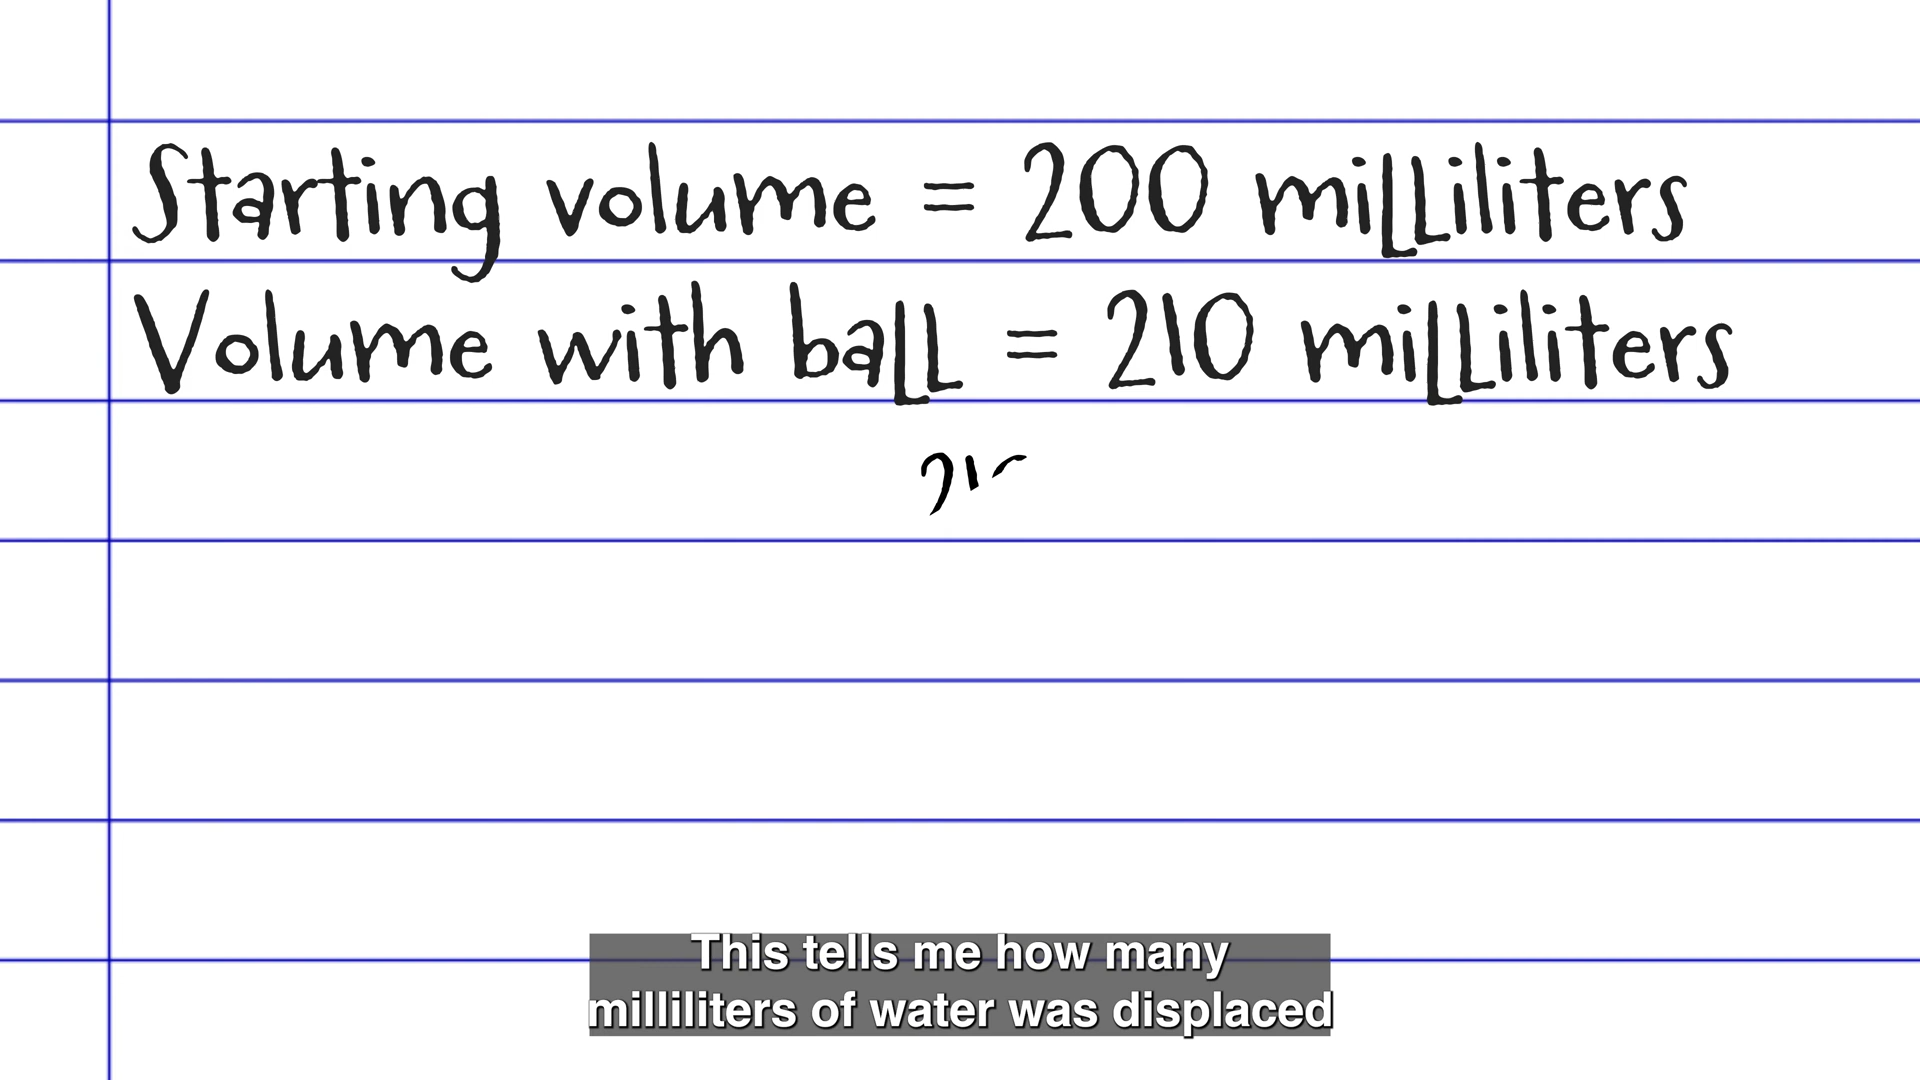 Starting volume = 200 milliliters
Volume with ball = 210 milliliters
This tells me how many
milliliters of water was displaced